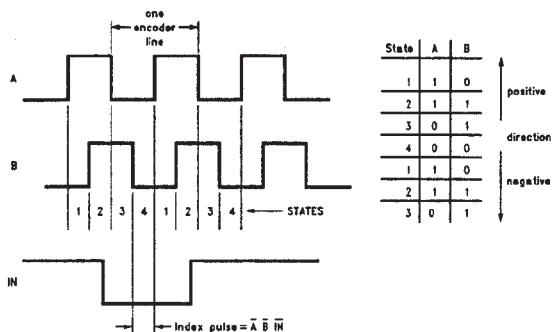 one
encoder
line
A
B
1 2 3 4 1 2 3 4 STATES
IN
Index pulse = A̅ B̅ I̅N̅
State A B
1 1 0
2 1 1
3 0 1
4 0 0
1 1 0
2 1 1
3 0 1
positive
direction
negative